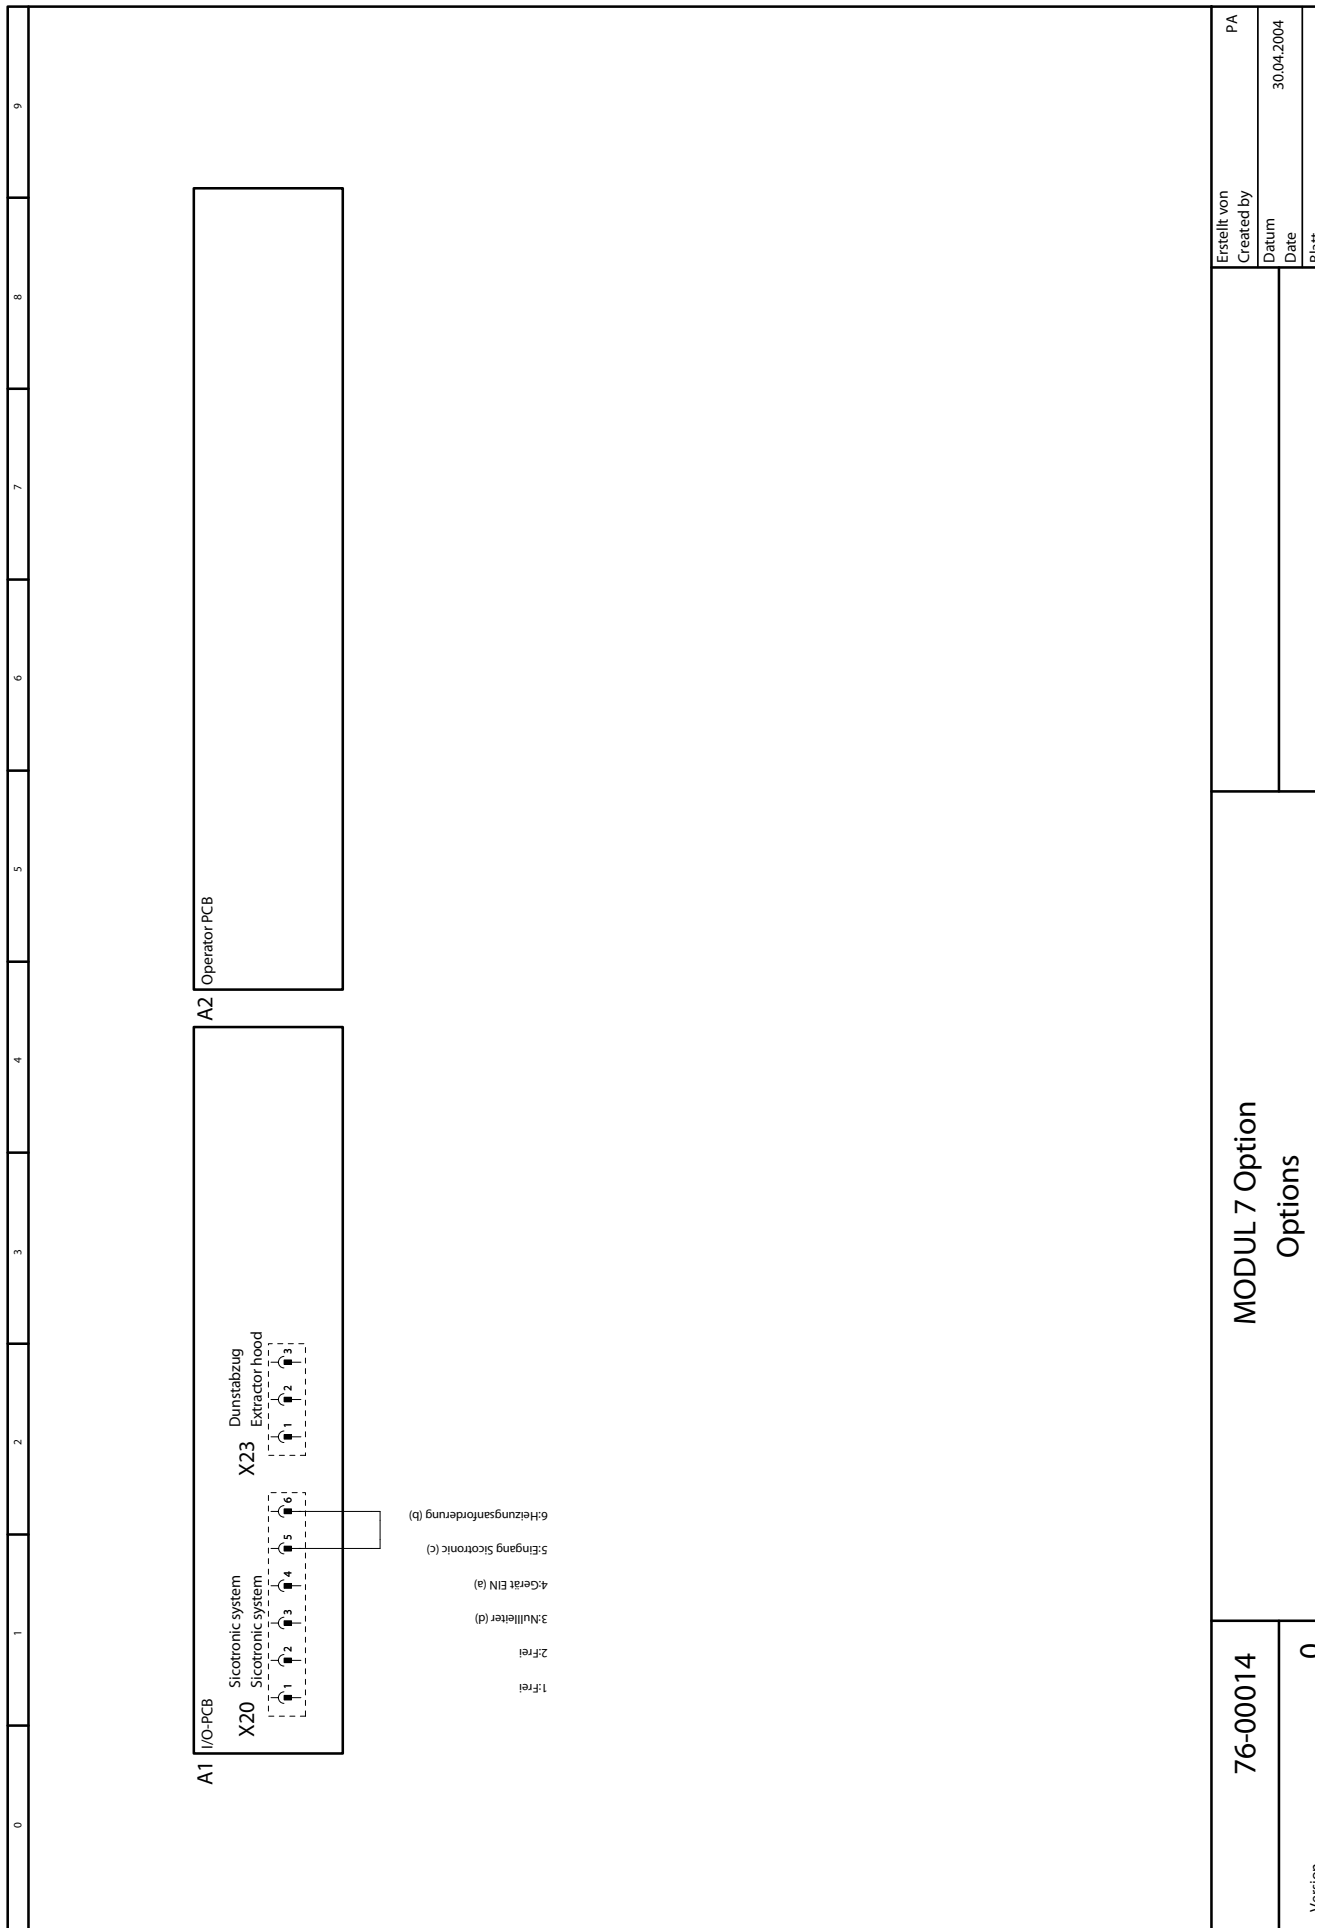 0
1
2
3
4
5
6
7
8
9
A1
I/O-PCB
X20
Sicotronic system
Sicotronic system
1
2
3
4
5
6
X23
Dunstabzug
Extractor hood
1
2
3
A2
Operator PCB
1:Frei
2:Frei
3:Nullleiter (d)
4:Gerät EIN (a)
5:Eingang Sicotronic (c)
6:Heizungsanforderung (b)
76-00014
MODUL 7 Option
Options
Erstellt von
Created by
PA
Datum
Date
30.04.2004